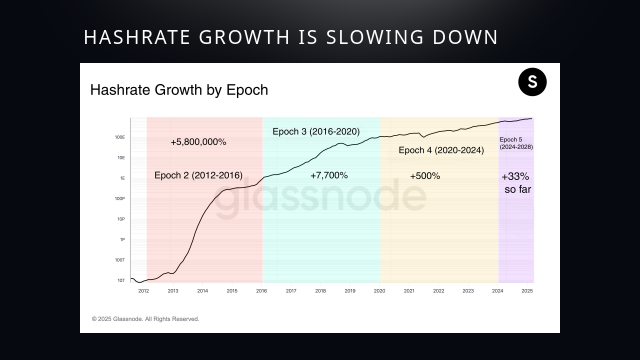 HASHRATE GROWTH IS SLOWING DOWN
S
Hashrate Growth by Epoch
Epoch 3 (2016-2020)
+5,800,000%
Epoch 5
(2024-2028)
Epoch 4 (2020-2024)
Epoch 2 (2012-2016)
+7,700%
+500%
+33%
so far
glassnode
100E
10E
1E
100P
10P
1P
100T
10T
2012 2013 2014 2015 2016 2017 2018 2019 2020 2021 2022 2023 2024 2025
© 2025 Glassnode. All Rights Reserved.